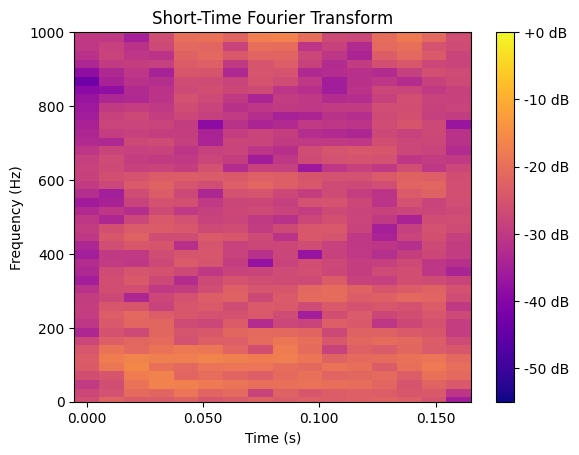 Short-Time Fourier Transform
1000
800
600
400
200
0
Frequency (Hz)
0.000
0.050
0.100
0.150
Time (s)
+0 dB
-10 dB
-20 dB
-30 dB
-40 dB
-50 dB